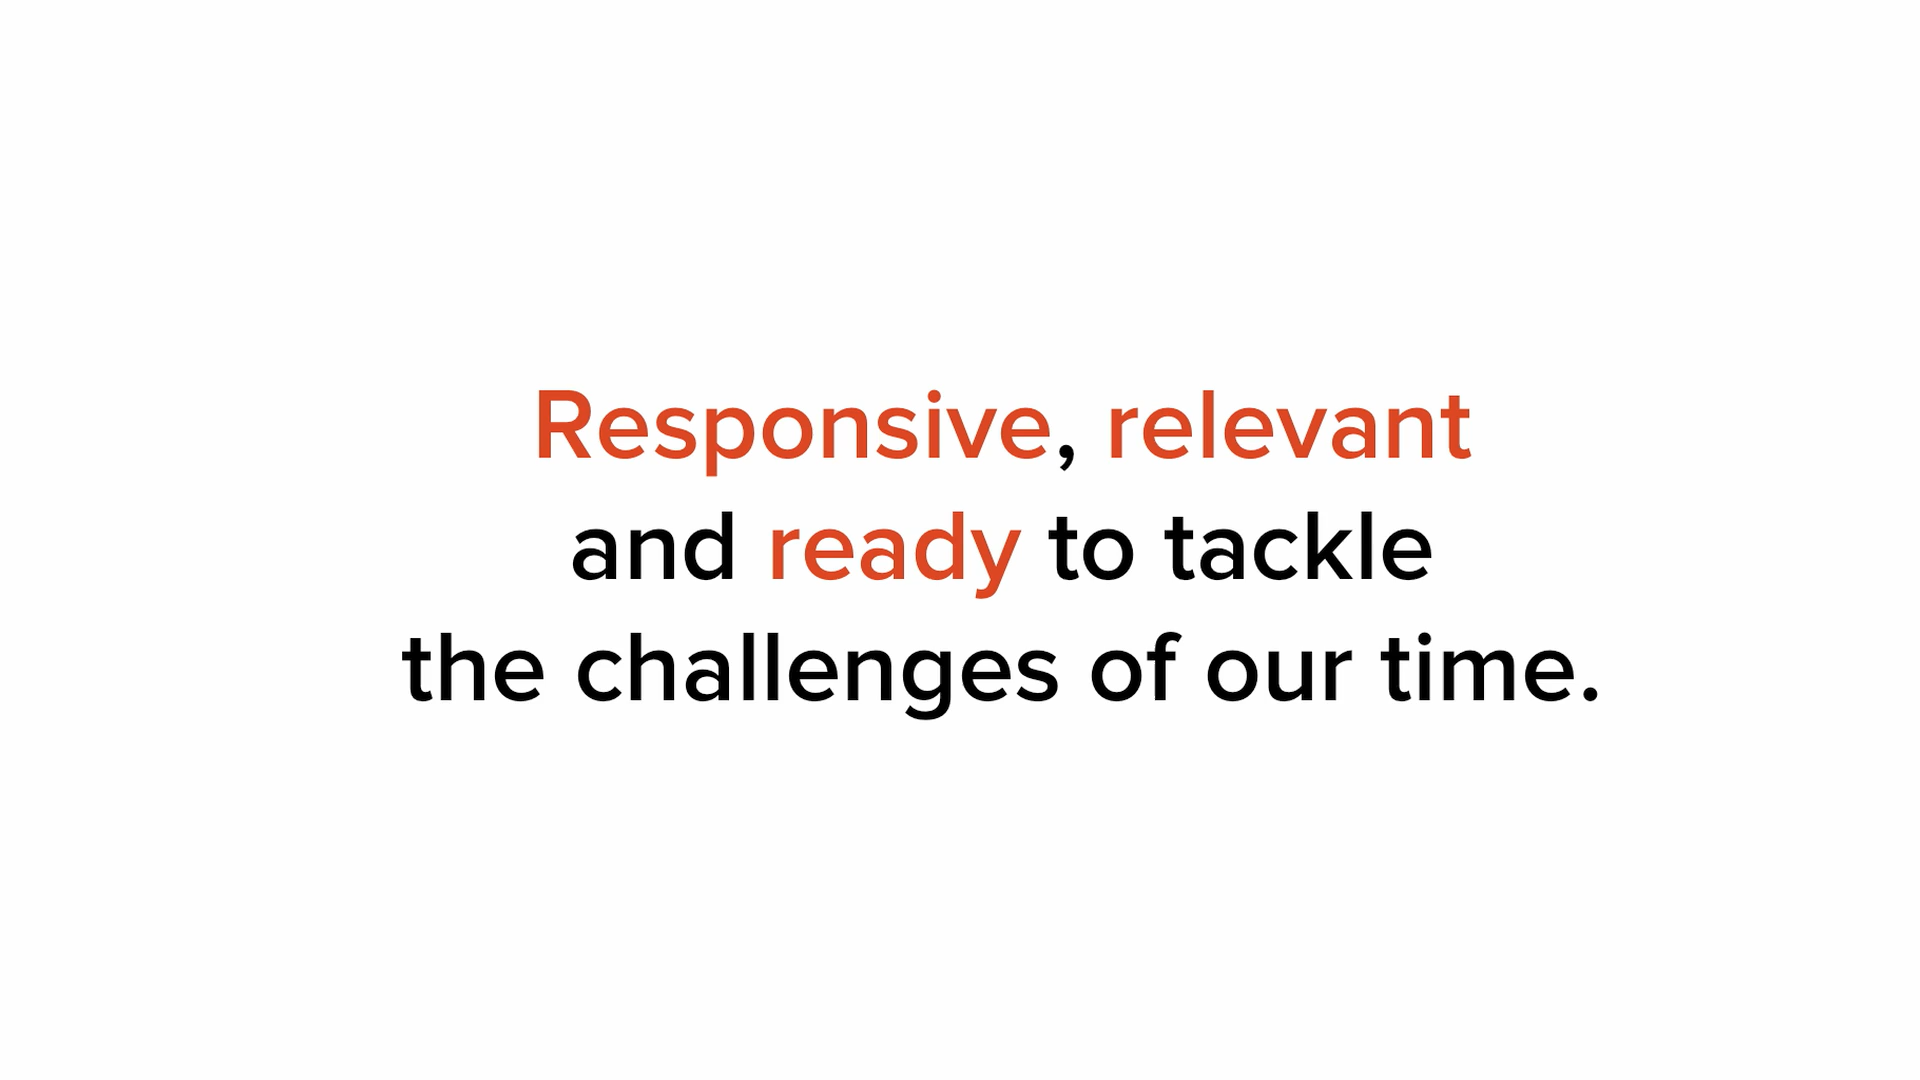 Responsive, relevant
and ready to tackle
the challenges of our time.